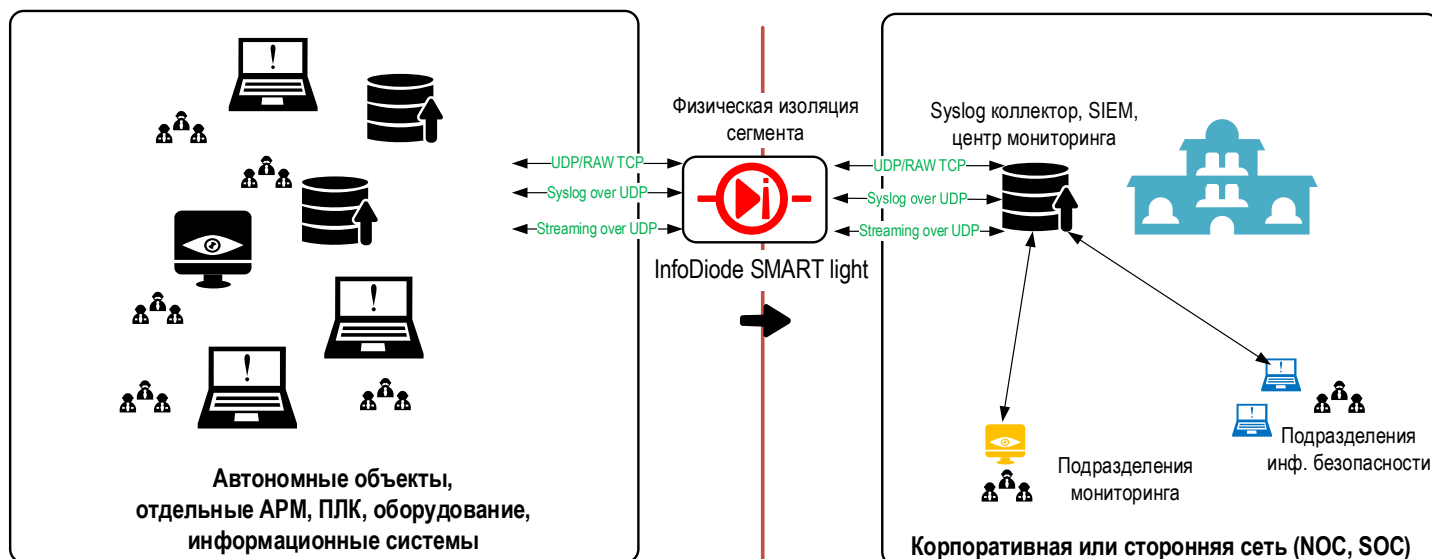 Физическая изоляция
сегмента
UDP/RAW TCP
Syslog over UDP
Streaming over UDP
InfoDiode SMART light
UDP/RAW TCP
Syslog over UDP
Streaming over UDP
Syslog коллектор, SIEM,
центр мониторинга
Подразделения
мониторинга
Подразделения
инф. безопасности
Автономные объекты,
отдельные АРМ, ПЛК, оборудование,
информационные системы
Корпоративная или сторонняя сеть (NOC, SOC)